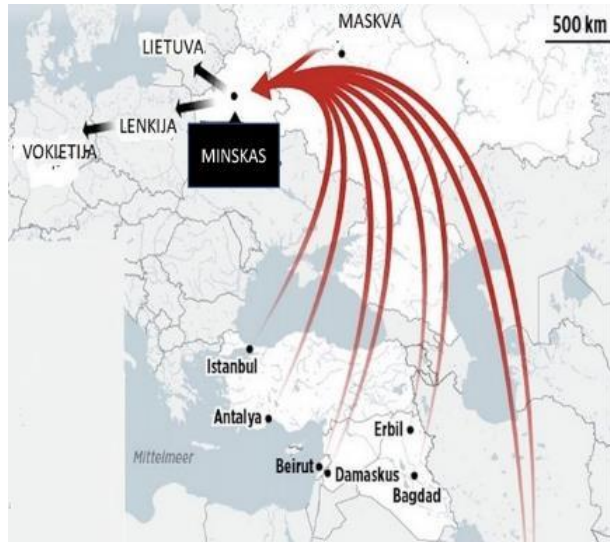 MASKVA
500 km
LIETUVA
LENKIJA
VOKIETIJA
MINSKAS
Istanbul
Antalya
Erbil
Mittelmeer
Beirut
Damaskus
Bagdad